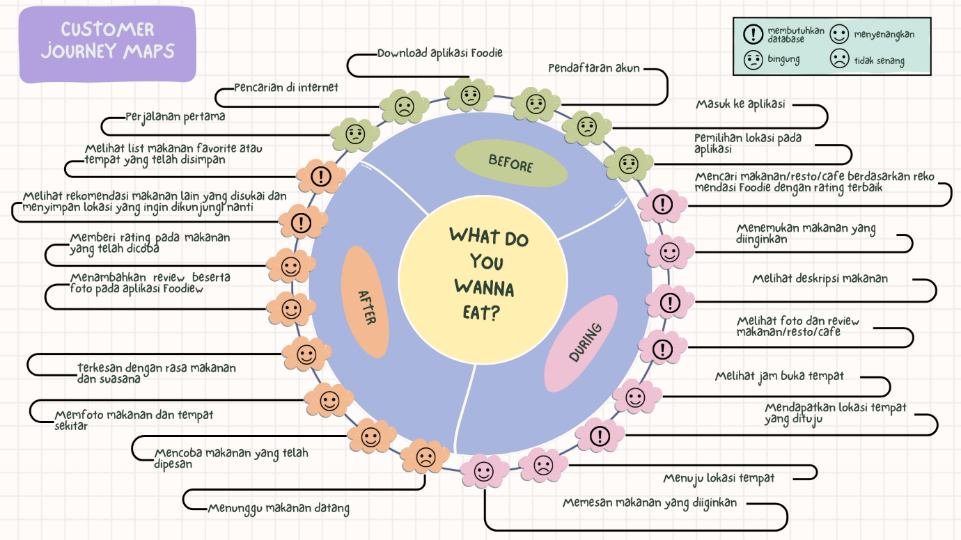 CUSTOMER
JOURNEY MAPS
! membutuhkan
database
menyenangkan
bingung
tidak senang
Download aplikasi Foodie
Pendaftaran akun
Pencarian di internet
Masuk ke aplikasi
Perjalanan pertama
Pemilihan lokasi pada
aplikasi
Melihat list makanan favorite atau
tempat yang telah disimpan
Mencari makanan/resto/cafe berdasarkan reko
mendasi Foodie dengan rating terbaik
Melihat rekomendasi makanan lain yang disukai dan
menyimpan lokasi yang ingin dikunjungi nanti
Menemukan makanan yang
diinginkan
Memberi rating pada makanan
yang telah dicoba
Melihat deskripsi makanan
Menambahkan review beserta
foto pada aplikasi Foodiew
Melihat foto dan review
makanan/resto/cafe
Terkesan dengan rasa makanan
dan suasana
Melihat jam buka tempat
Memfoto makanan dan tempat
sekitar
Mendapatkan lokasi tempat
yang dituju
Mencoba makanan yang telah
dipesan
Menuju lokasi tempat
Menunggu makanan datang
Memesan makanan yang diiginkan
BEFORE
WHAT DO
YOU
WANNA
EAT?
AFTER
DURING
!
!
!
!
!
!